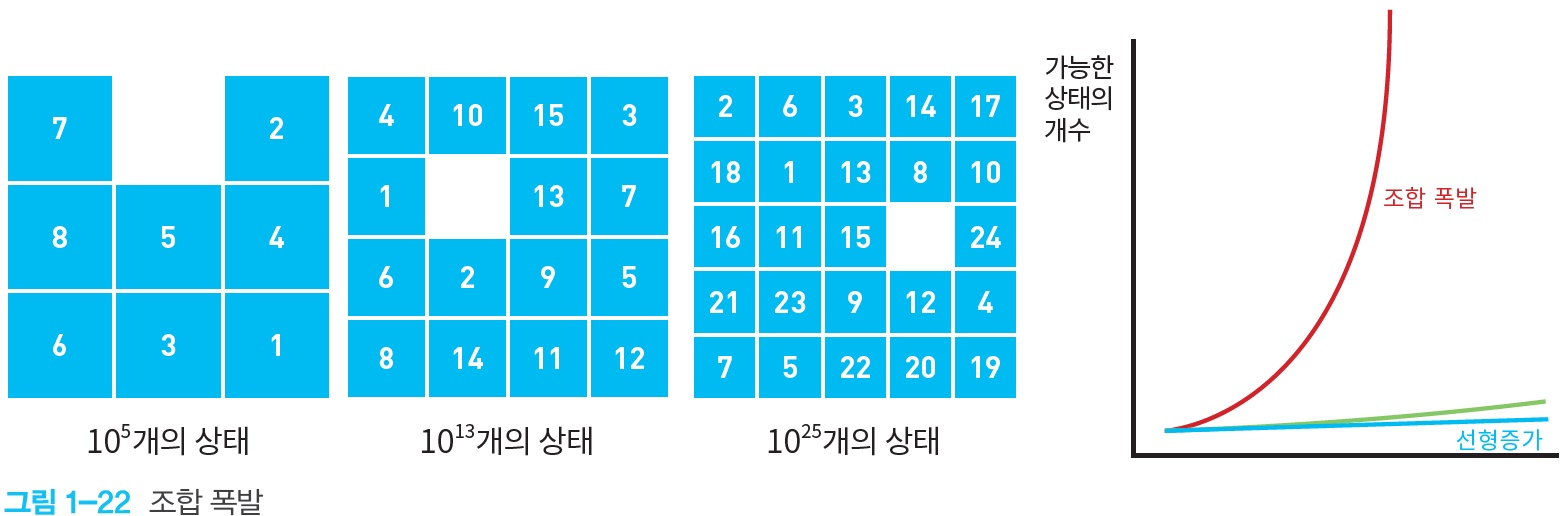 7 2
8 5 4
6 3 1
10⁵개의 상태
4 10 15 3
1 13 7
6 2 9 5
8 14 11 12
10¹³개의 상태
2 6 3 14 17
18 1 13 8 10
16 11 15 24
21 23 9 12 4
7 5 22 20 19
10²⁵개의 상태
가능한
상태의
개수
조합 폭발
선형증가
그림 1–22 조합 폭발